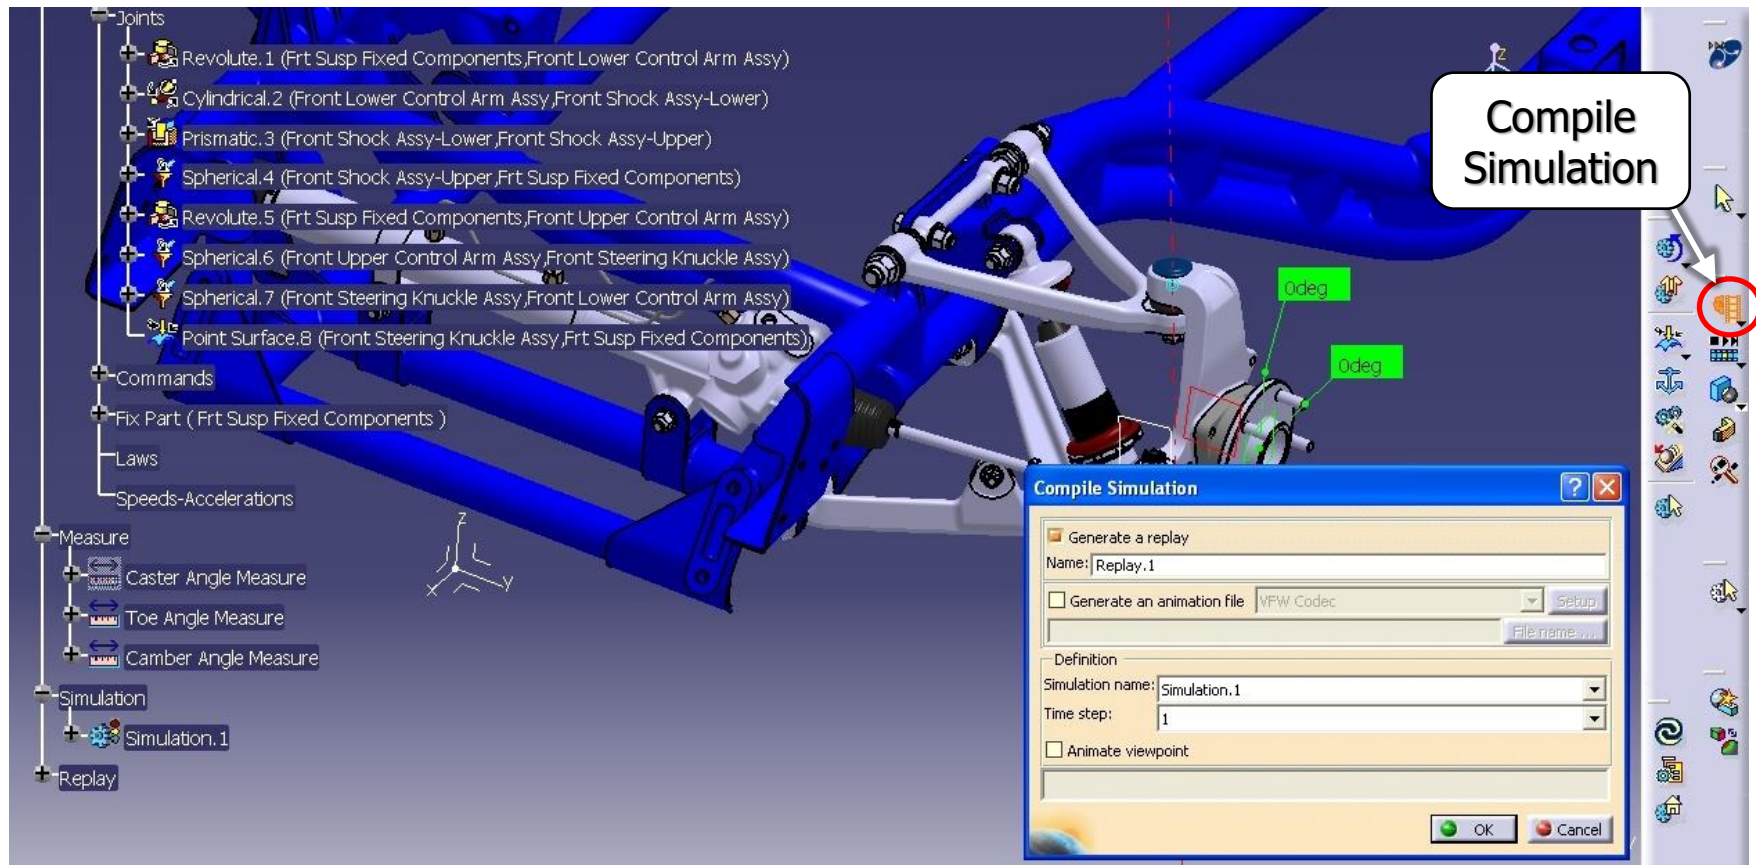 Joints
Revolute.1 (Frt Susp Fixed Components,Front Lower Control Arm Assy)
Cylindrical.2 (Front Lower Control Arm Assy,Front Shock Assy-Lower)
Prismatic.3 (Front Shock Assy-Lower,Front Shock Assy-Upper)
Spherical.4 (Front Shock Assy-Upper,Frt Susp Fixed Components)
Revolute.5 (Frt Susp Fixed Components,Front Upper Control Arm Assy)
Spherical.6 (Front Upper Control Arm Assy,Front Steering Knuckle Assy)
Spherical.7 (Front Steering Knuckle Assy,Front Lower Control Arm Assy)
Point Surface.8 (Front Steering Knuckle Assy,Frt Susp Fixed Components)
Commands
Fix Part ( Frt Susp Fixed Components )
Laws
Speeds-Accelerations
Measure
Caster Angle Measure
Toe Angle Measure
Camber Angle Measure
Simulation
Simulation.1
Replay
z
x
y
z
0deg
0deg
Compile
Simulation
Compile Simulation
Generate a replay
Name: Replay.1
Generate an animation file VFW Codec Setup
File name ...
Definition
Simulation name: Simulation.1
Time step: 1
Animate viewpoint
OK Cancel